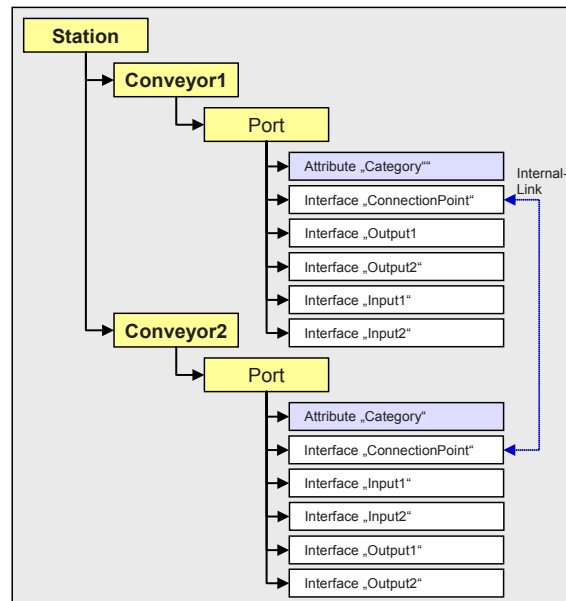 Station
Conveyor1
Port
Attribute „Category““
Internal-
Link
Interface „ConnectionPoint“
Interface „Output1
Interface „Output2“
Interface „Input1“
Interface „Input2“
Conveyor2
Port
Attribute „Category“
Interface „ConnectionPoint“
Interface „Input1“
Interface „Input2“
Interface „Output1“
Interface „Output2“